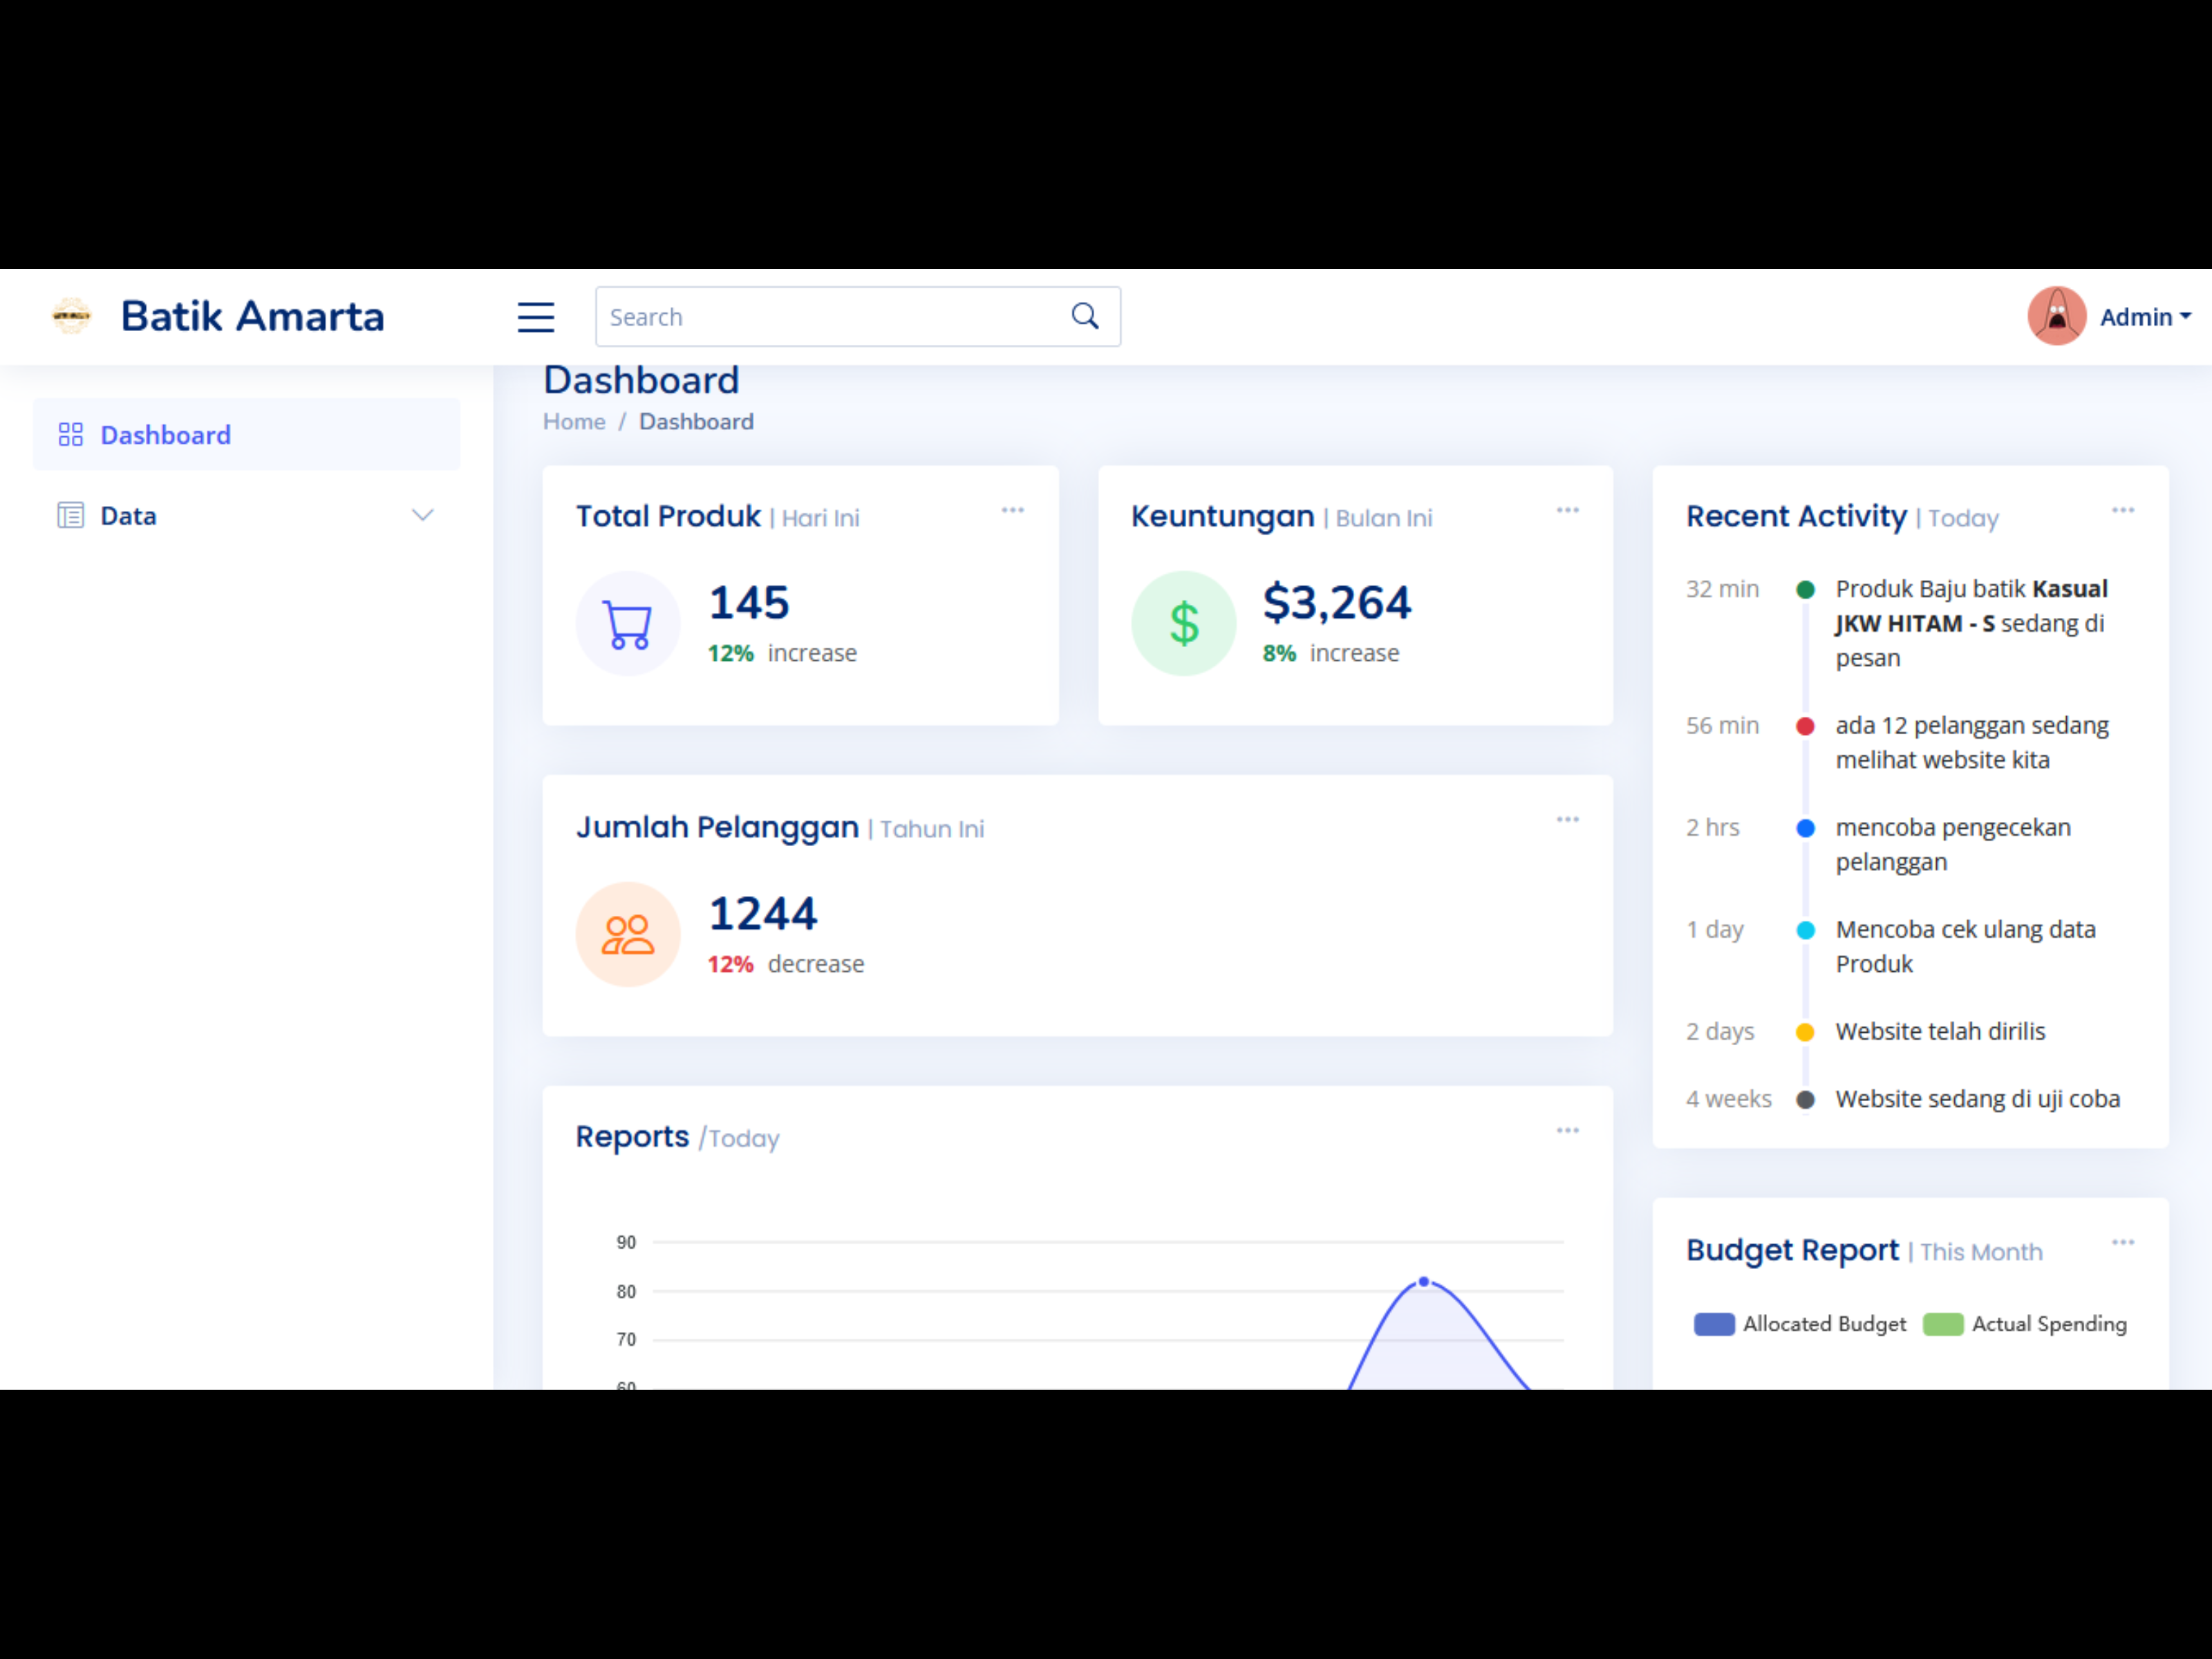 Batik Amarta
Search
Admin
Dashboard
Data
Dashboard
Home / Dashboard
Total Produk | Hari Ini
145
12% increase
Keuntungan | Bulan Ini
$3,264
8% increase
Jumlah Pelanggan | Tahun Ini
1244
12% decrease
Reports /Today
90
80
70
60
Recent Activity | Today
32 min
Produk Baju batik Kasual
JKW HITAM - S sedang di
pesan
56 min
ada 12 pelanggan sedang
melihat website kita
2 hrs
mencoba pengecekan
pelanggan
1 day
Mencoba cek ulang data
Produk
2 days
Website telah dirilis
4 weeks
Website sedang di uji coba
Budget Report | This Month
Allocated Budget
Actual Spending